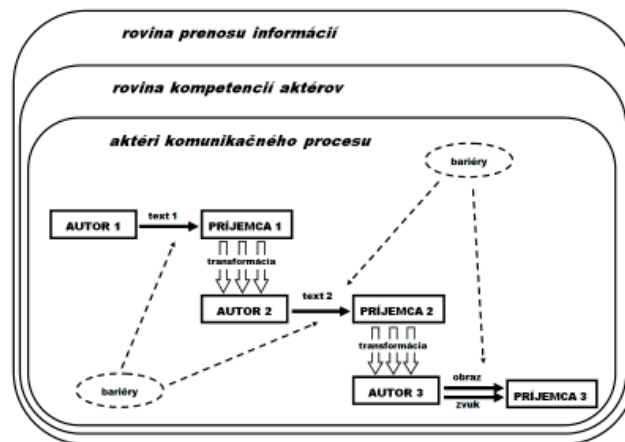 rovina prenosu informácií
rovina kompetencií aktérov
aktéri komunikačného procesu
bariéry
AUTOR 1
text 1
PRÍJEMCA 1
transformácia
AUTOR 2
text 2
PRÍJEMCA 2
transformácia
bariéry
AUTOR 3
obraz
zvuk
PRÍJEMCA 3